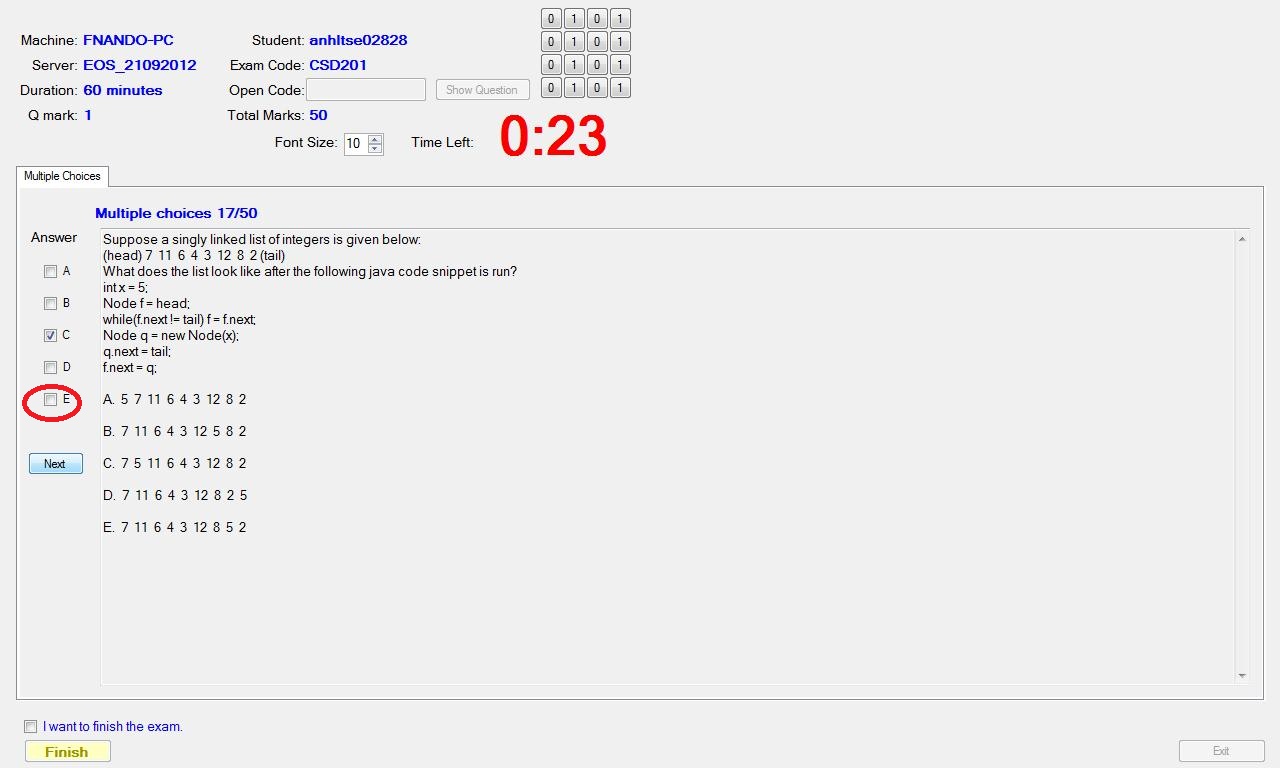 Machine: FNANDO-PC Student: anhltse02828
Server: EOS_21092012 Exam Code: CSD201
Duration: 60 minutes Open Code: Show Question
Q mark: 1 Total Marks: 50
0 1 0 1
0 1 0 1
0 1 0 1
0 1 0 1
Font Size: 10 Time Left: 0:23
Multiple Choices
Multiple choices 17/50
Answer
A
B
C
D
E
Next
Suppose a singly linked list of integers is given below:
(head) 7 11 6 4 3 12 8 2 (tail)
What does the list look like after the following java code snippet is run?
int x = 5;
Node f = head;
while(f.next != tail) f = f.next;
Node q = new Node(x);
q.next = tail;
f.next = q;
A. 5 7 11 6 4 3 12 8 2
B. 7 11 6 4 3 12 5 8 2
C. 7 5 11 6 4 3 12 8 2
D. 7 11 6 4 3 12 8 2 5
E. 7 11 6 4 3 12 8 5 2
I want to finish the exam.
Finish
Exit